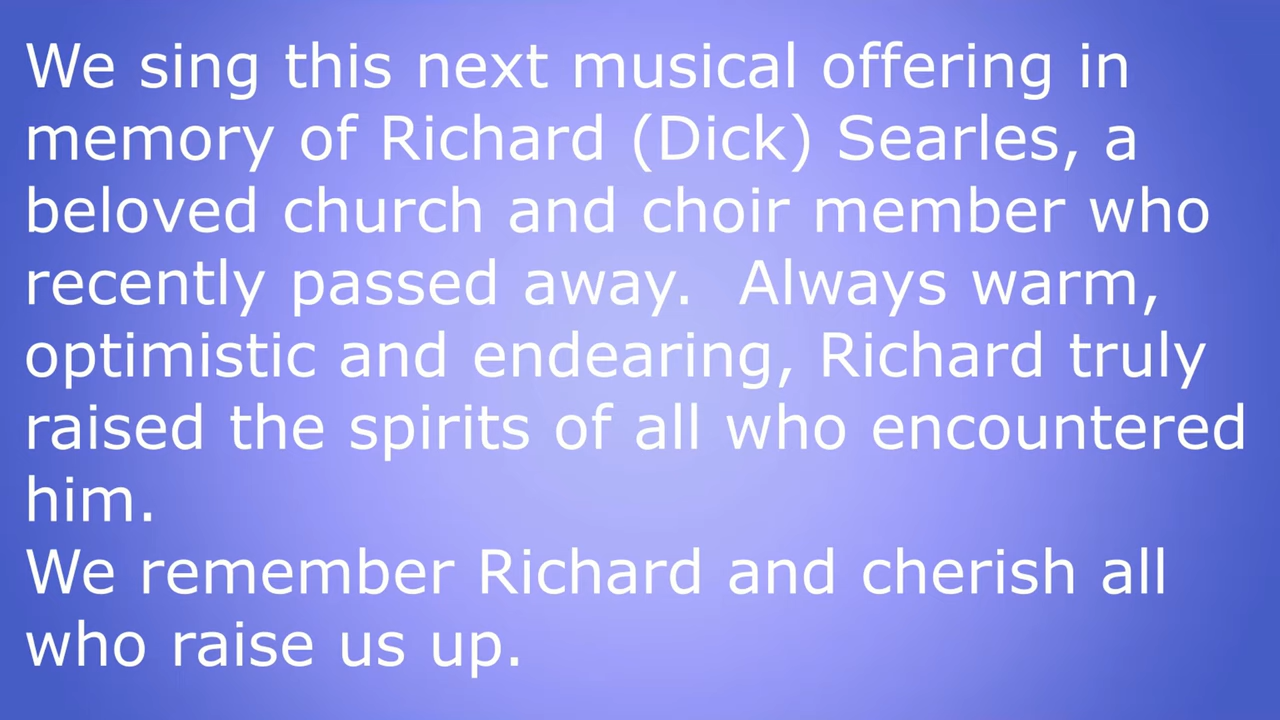 We sing this next musical offering in
memory of Richard (Dick) Searles, a
beloved church and choir member who
recently passed away.  Always warm,
optimistic and endearing, Richard truly
raised the spirits of all who encountered
him.
We remember Richard and cherish all
who raise us up.